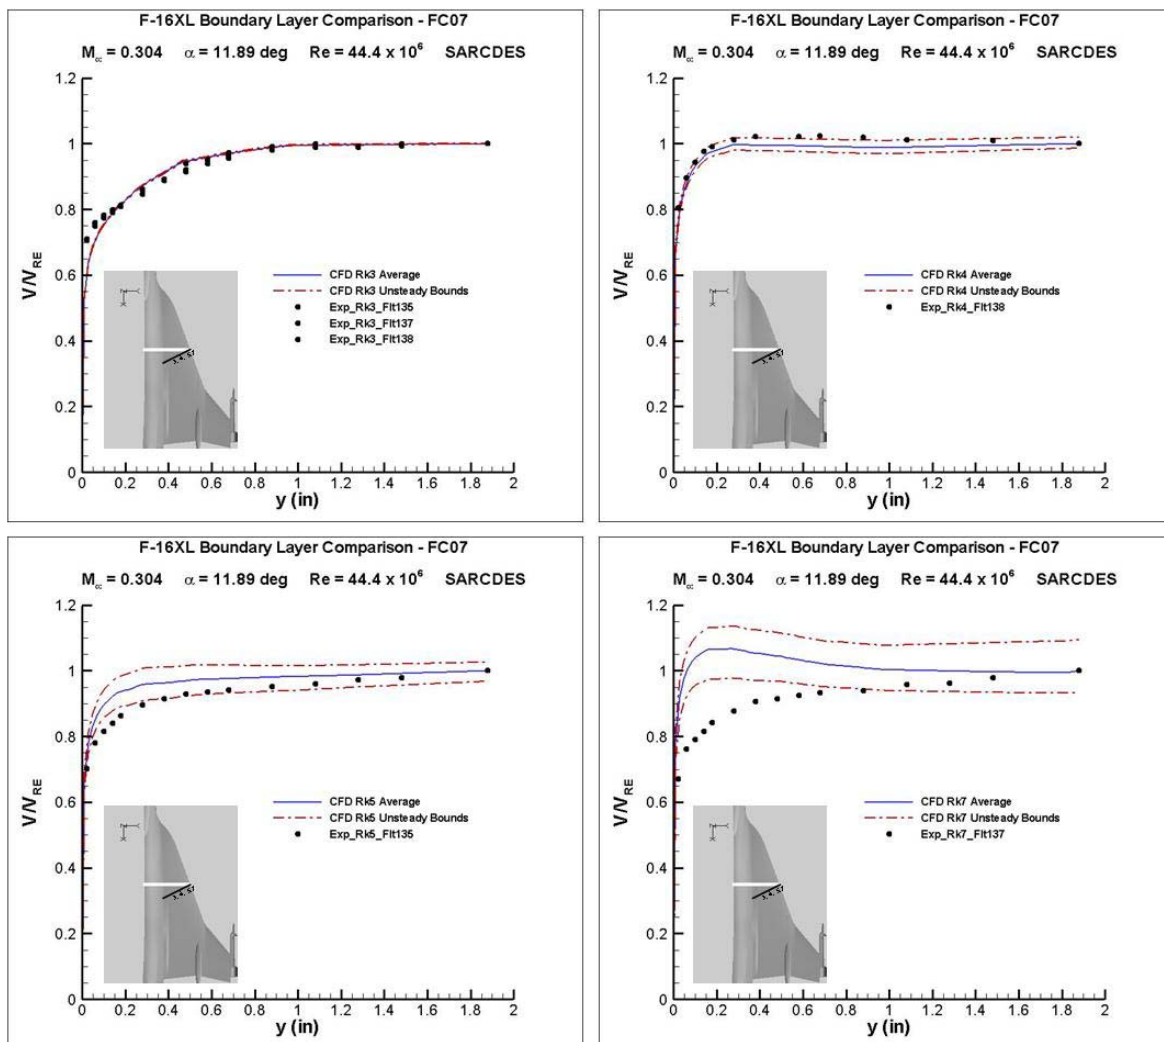 F-16XL Boundary Layer Comparison - FC07
M∞ = 0.304 α = 11.89 deg Re = 44.4 x 10⁶ SARCDES
1.2
1
0.8
0.6
0.4
0.2
0
V/V_RE
CFD Rk3 Average
CFD Rk3 Unsteady Bounds
Exp_Rk3_Flt135
Exp_Rk3_Flt137
Exp_Rk3_Flt138
0 0.2 0.4 0.6 0.8 1 1.2 1.4 1.6 1.8 2
y (in)
F-16XL Boundary Layer Comparison - FC07
M∞ = 0.304 α = 11.89 deg Re = 44.4 x 10⁶ SARCDES
1.2
1
0.8
0.6
0.4
0.2
0
V/V_RE
CFD Rk4 Average
CFD Rk4 Unsteady Bounds
Exp_Rk4_Flt138
0 0.2 0.4 0.6 0.8 1 1.2 1.4 1.6 1.8 2
y (in)
F-16XL Boundary Layer Comparison - FC07
M∞ = 0.304 α = 11.89 deg Re = 44.4 x 10⁶ SARCDES
1.2
1
0.8
0.6
0.4
0.2
0
V/V_RE
CFD Rk5 Average
CFD Rk5 Unsteady Bounds
Exp_Rk5_Flt135
0 0.2 0.4 0.6 0.8 1 1.2 1.4 1.6 1.8 2
y (in)
F-16XL Boundary Layer Comparison - FC07
M∞ = 0.304 α = 11.89 deg Re = 44.4 x 10⁶ SARCDES
1.2
1
0.8
0.6
0.4
0.2
0
V/V_RE
CFD Rk7 Average
CFD Rk7 Unsteady Bounds
Exp_Rk7_Flt137
0 0.2 0.4 0.6 0.8 1 1.2 1.4 1.6 1.8 2
y (in)